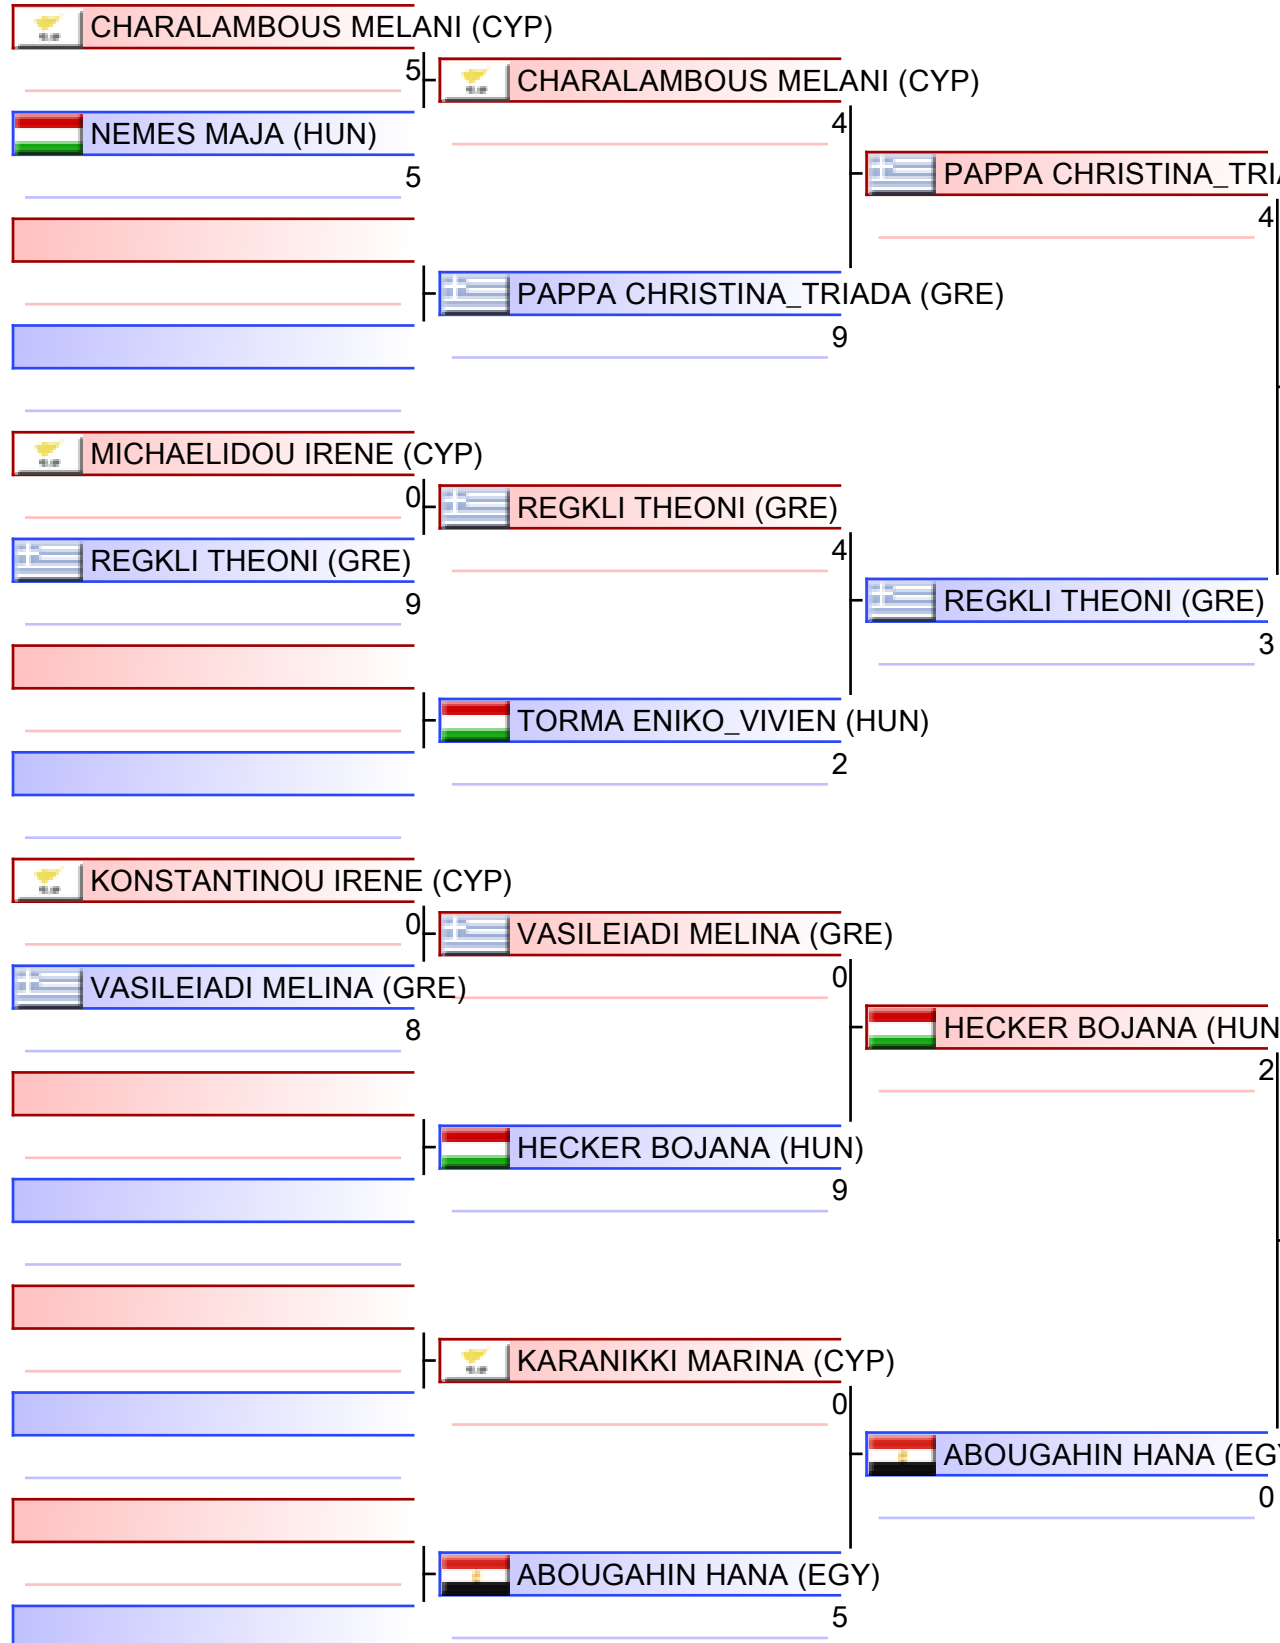 CHARALAMBOUS MELANI (CYP)
5
NEMES MAJA (HUN)
5
MICHAELIDOU IRENE (CYP)
0
REGKLI THEONI (GRE)
9
KONSTANTINOU IRENE (CYP)
0
VASILEIADI MELINA (GRE)
8
CHARALAMBOUS MELANI (CYP)
4
PAPPA CHRISTINA_TRIADA (GRE)
9
REGKLI THEONI (GRE)
4
TORMA ENIKO_VIVIEN (HUN)
2
VASILEIADI MELINA (GRE)
0
HECKER BOJANA (HUN)
9
KARANIKKI MARINA (CYP)
0
ABOUGAHIN HANA (EGY)
5
PAPPA CHRISTINA_TRIA
4
REGKLI THEONI (GRE)
3
HECKER BOJANA (HUN
2
ABOUGAHIN HANA (EGY
0